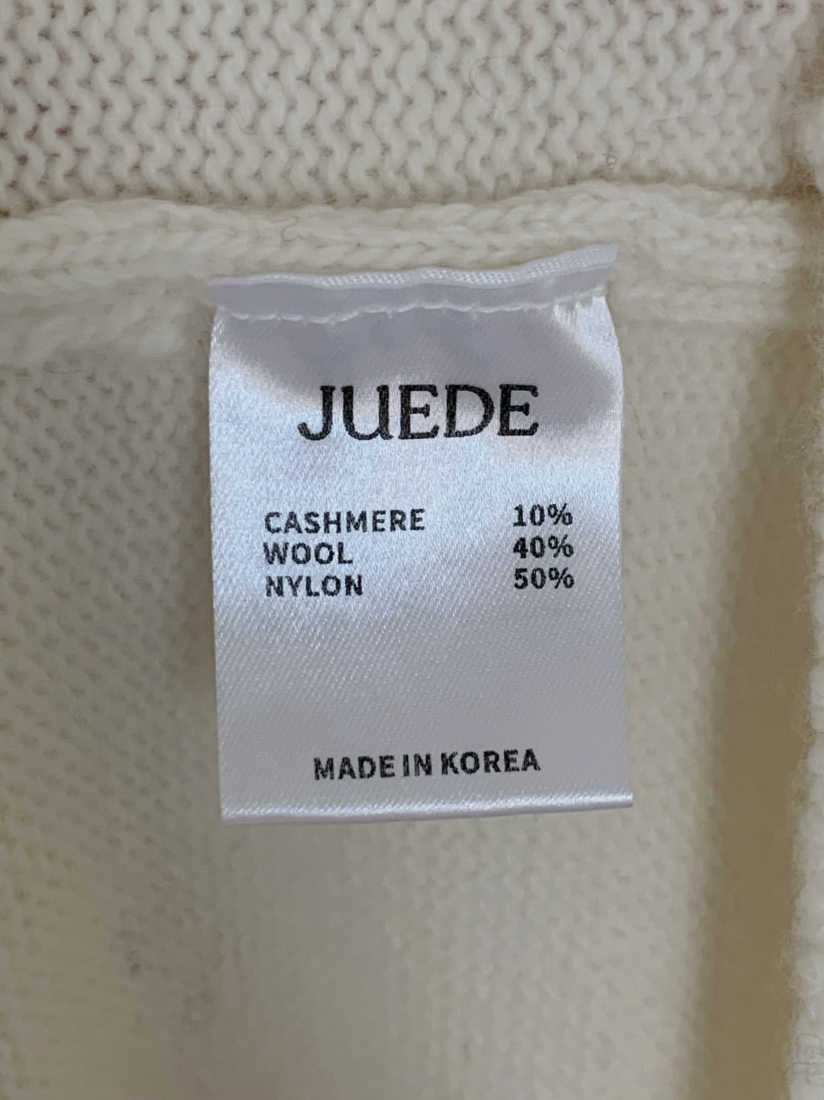 JUEDE
CASHMERE 10%
WOOL 40%
NYLON 50%
MADE IN KOREA